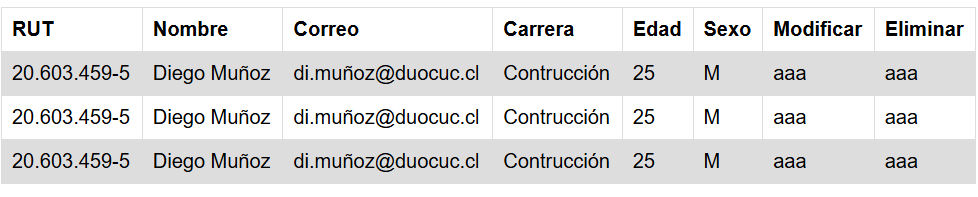 RUT Nombre Correo Carrera Edad Sexo Modificar Eliminar
20.603.459-5 Diego Muñoz di.muñoz@duocuc.cl Contrucción 25 M aaa aaa
20.603.459-5 Diego Muñoz di.muñoz@duocuc.cl Contrucción 25 M aaa aaa
20.603.459-5 Diego Muñoz di.muñoz@duocuc.cl Contrucción 25 M aaa aaa